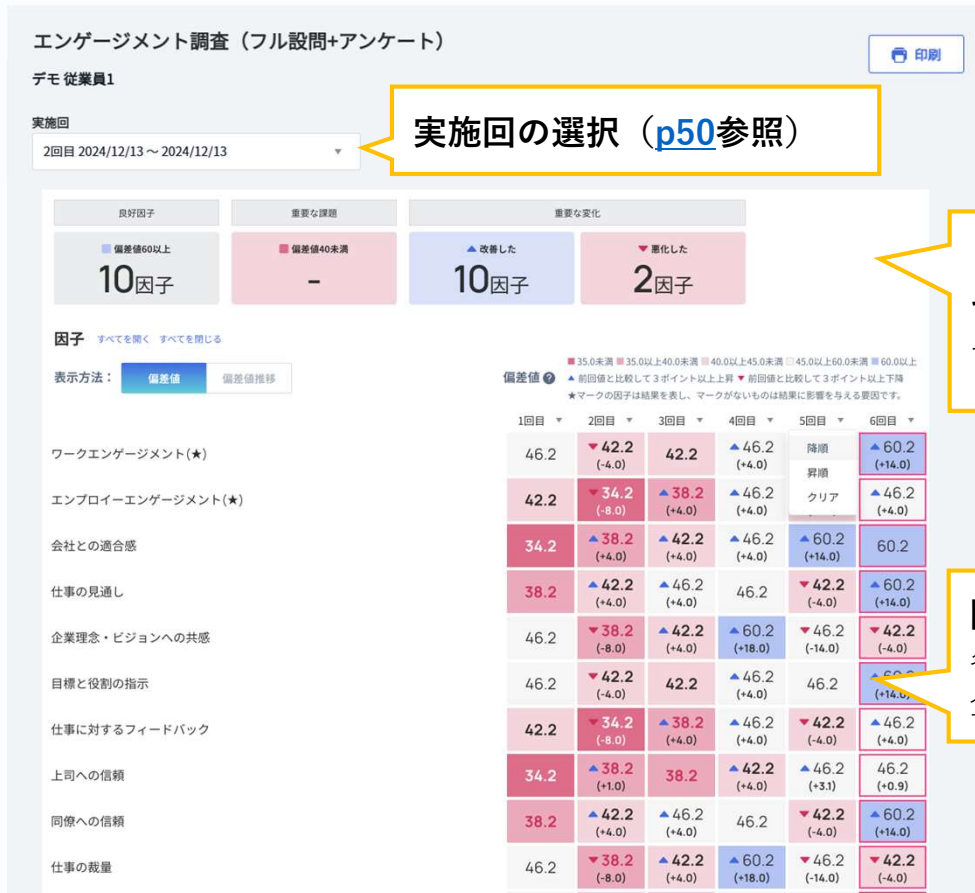 エンゲージメント調査（フル設問+アンケート）
印刷
デモ 従業員1
実施回
2回目 2024/12/13 ～ 2024/12/13
実施回の選択（p50参照）
良好因子 重要な課題 重要な変化
偏差値60以上 偏差値40未満 ▲ 改善した ▼ 悪化した
10因子 - 10因子 2因子
因子 すべてを開く すべてを閉じる
表示方法： 偏差値 偏差値推移
偏差値 ? ■ 35.0未満 ■ 35.0以上40.0未満 ■ 40.0以上45.0未満 □ 45.0以上60.0未満 ■ 60.0以上
▲ 前回値と比較して３ポイント以上上昇 ▼ 前回値と比較して３ポイント以上下降
★マークの因子は結果を表し、マークがないものは結果に影響を与える要因です。
1回目 ▼ 2回目 ▼ 3回目 ▼ 4回目 ▼ 5回目 ▼ 6回目 ▼
降順
昇順
クリア
ワークエンゲージメント(★) 46.2 ▼42.2 (-4.0) 42.2 ▲46.2 (+4.0) ▲60.2 (+14.0)
エンプロイーエンゲージメント(★) 42.2 ▼34.2 (-8.0) ▲38.2 (+4.0) ▲46.2 (+4.0) ▲46.2 (+4.0)
会社との適合感 34.2 ▲38.2 (+4.0) ▲42.2 (+4.0) ▲46.2 (+4.0) ▲60.2 (+14.0) 60.2
仕事の見通し 38.2 ▲42.2 (+4.0) ▲46.2 (+4.0) 46.2 ▼42.2 (-4.0) ▲60.2 (+14.0)
企業理念・ビジョンへの共感 46.2 ▼38.2 (-8.0) ▲42.2 (+4.0) ▲60.2 (+18.0) ▼46.2 (-14.0) ▼42.2 (-4.0)
目標と役割の指示 46.2 ▼42.2 (-4.0) 42.2 ▲46.2 (+4.0) 46.2 (+14.0)
仕事に対するフィードバック 42.2 ▼34.2 (-8.0) ▲38.2 (+4.0) ▲46.2 (+4.0) ▼42.2 (-4.0) ▲46.2 (+4.0)
上司への信頼 34.2 ▲38.2 (+1.0) 38.2 ▲42.2 (+4.0) ▲46.2 (+3.1) 46.2 (+0.9)
同僚への信頼 38.2 ▲42.2 (+4.0) ▲46.2 (+4.0) 46.2 ▼42.2 (-4.0) ▲60.2 (+14.0)
仕事の裁量 46.2 ▼38.2 (-8.0) ▲42.2 (+4.0) ▲60.2 (+18.0) ▼46.2 (-14.0) ▼42.2 (-4.0)